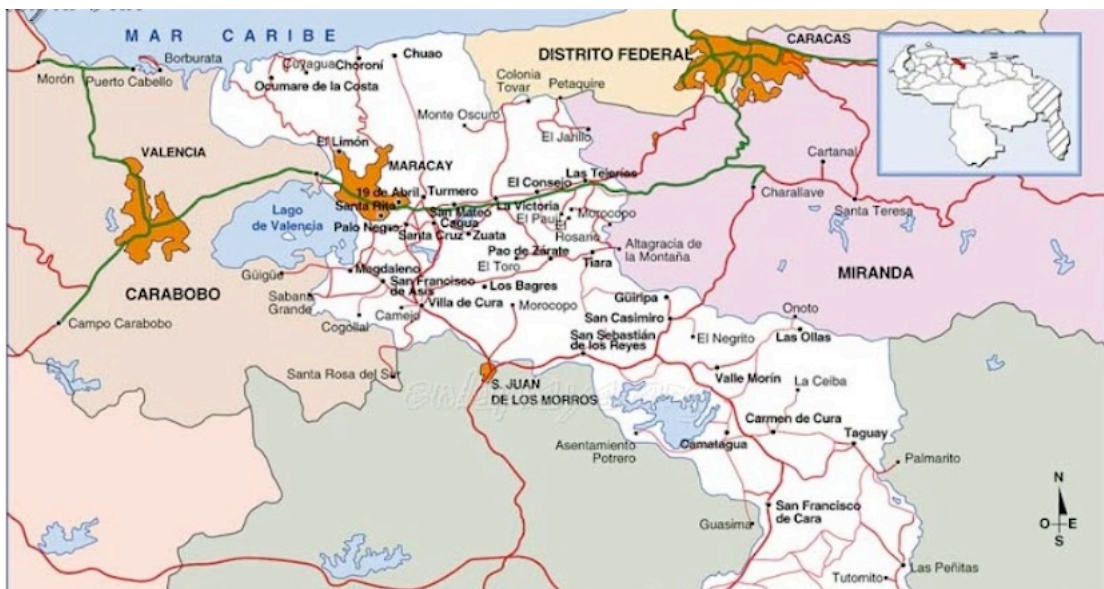 MAR CARIBE
Morón
Puerto Cabello
Borburata
Cuyagua
Choroní
Chuao
Ocumare de la Costa
DISTRITO FEDERAL
CARACAS
Colonia
Tovar
Petaquire
Monte Oscuro
El Jarillo
El Limón
VALENCIA
MARACAY
Las Tejerías
Cartanal
19 de Abril
Turmero
El Consejo
Charallave
Santa Rita
San Mateo
La Victoria
Santa Teresa
Lago
de Valencia
Palo Negro
Cagua
El Paují
Morocopo
El
Rosario
Santa Cruz
Zuata
Pao de Zárate
Altagracia de
la Montaña
El Toro
Tiara
MIRANDA
Güigüe
Magdaleno
San Francisco
de Asís
Los Bagres
CARABOBO
Sabana
Grande
Villa de Cura
Güiripa
Camejo
Morocopo
San Casimiro
Onoto
Campo Carabobo
Cogollal
San Sebastián
de los Reyes
El Negrito
Las Ollas
Santa Rosa del Sur
S. JUAN
DE LOS MORROS
Valle Morín
La Ceiba
Carmen de Cura
Asentamiento
Potrero
Camatagua
Taguay
Palmarito
San Francisco
de Cara
Guasima
N
O
E
S
Las Peñitas
Tutomito